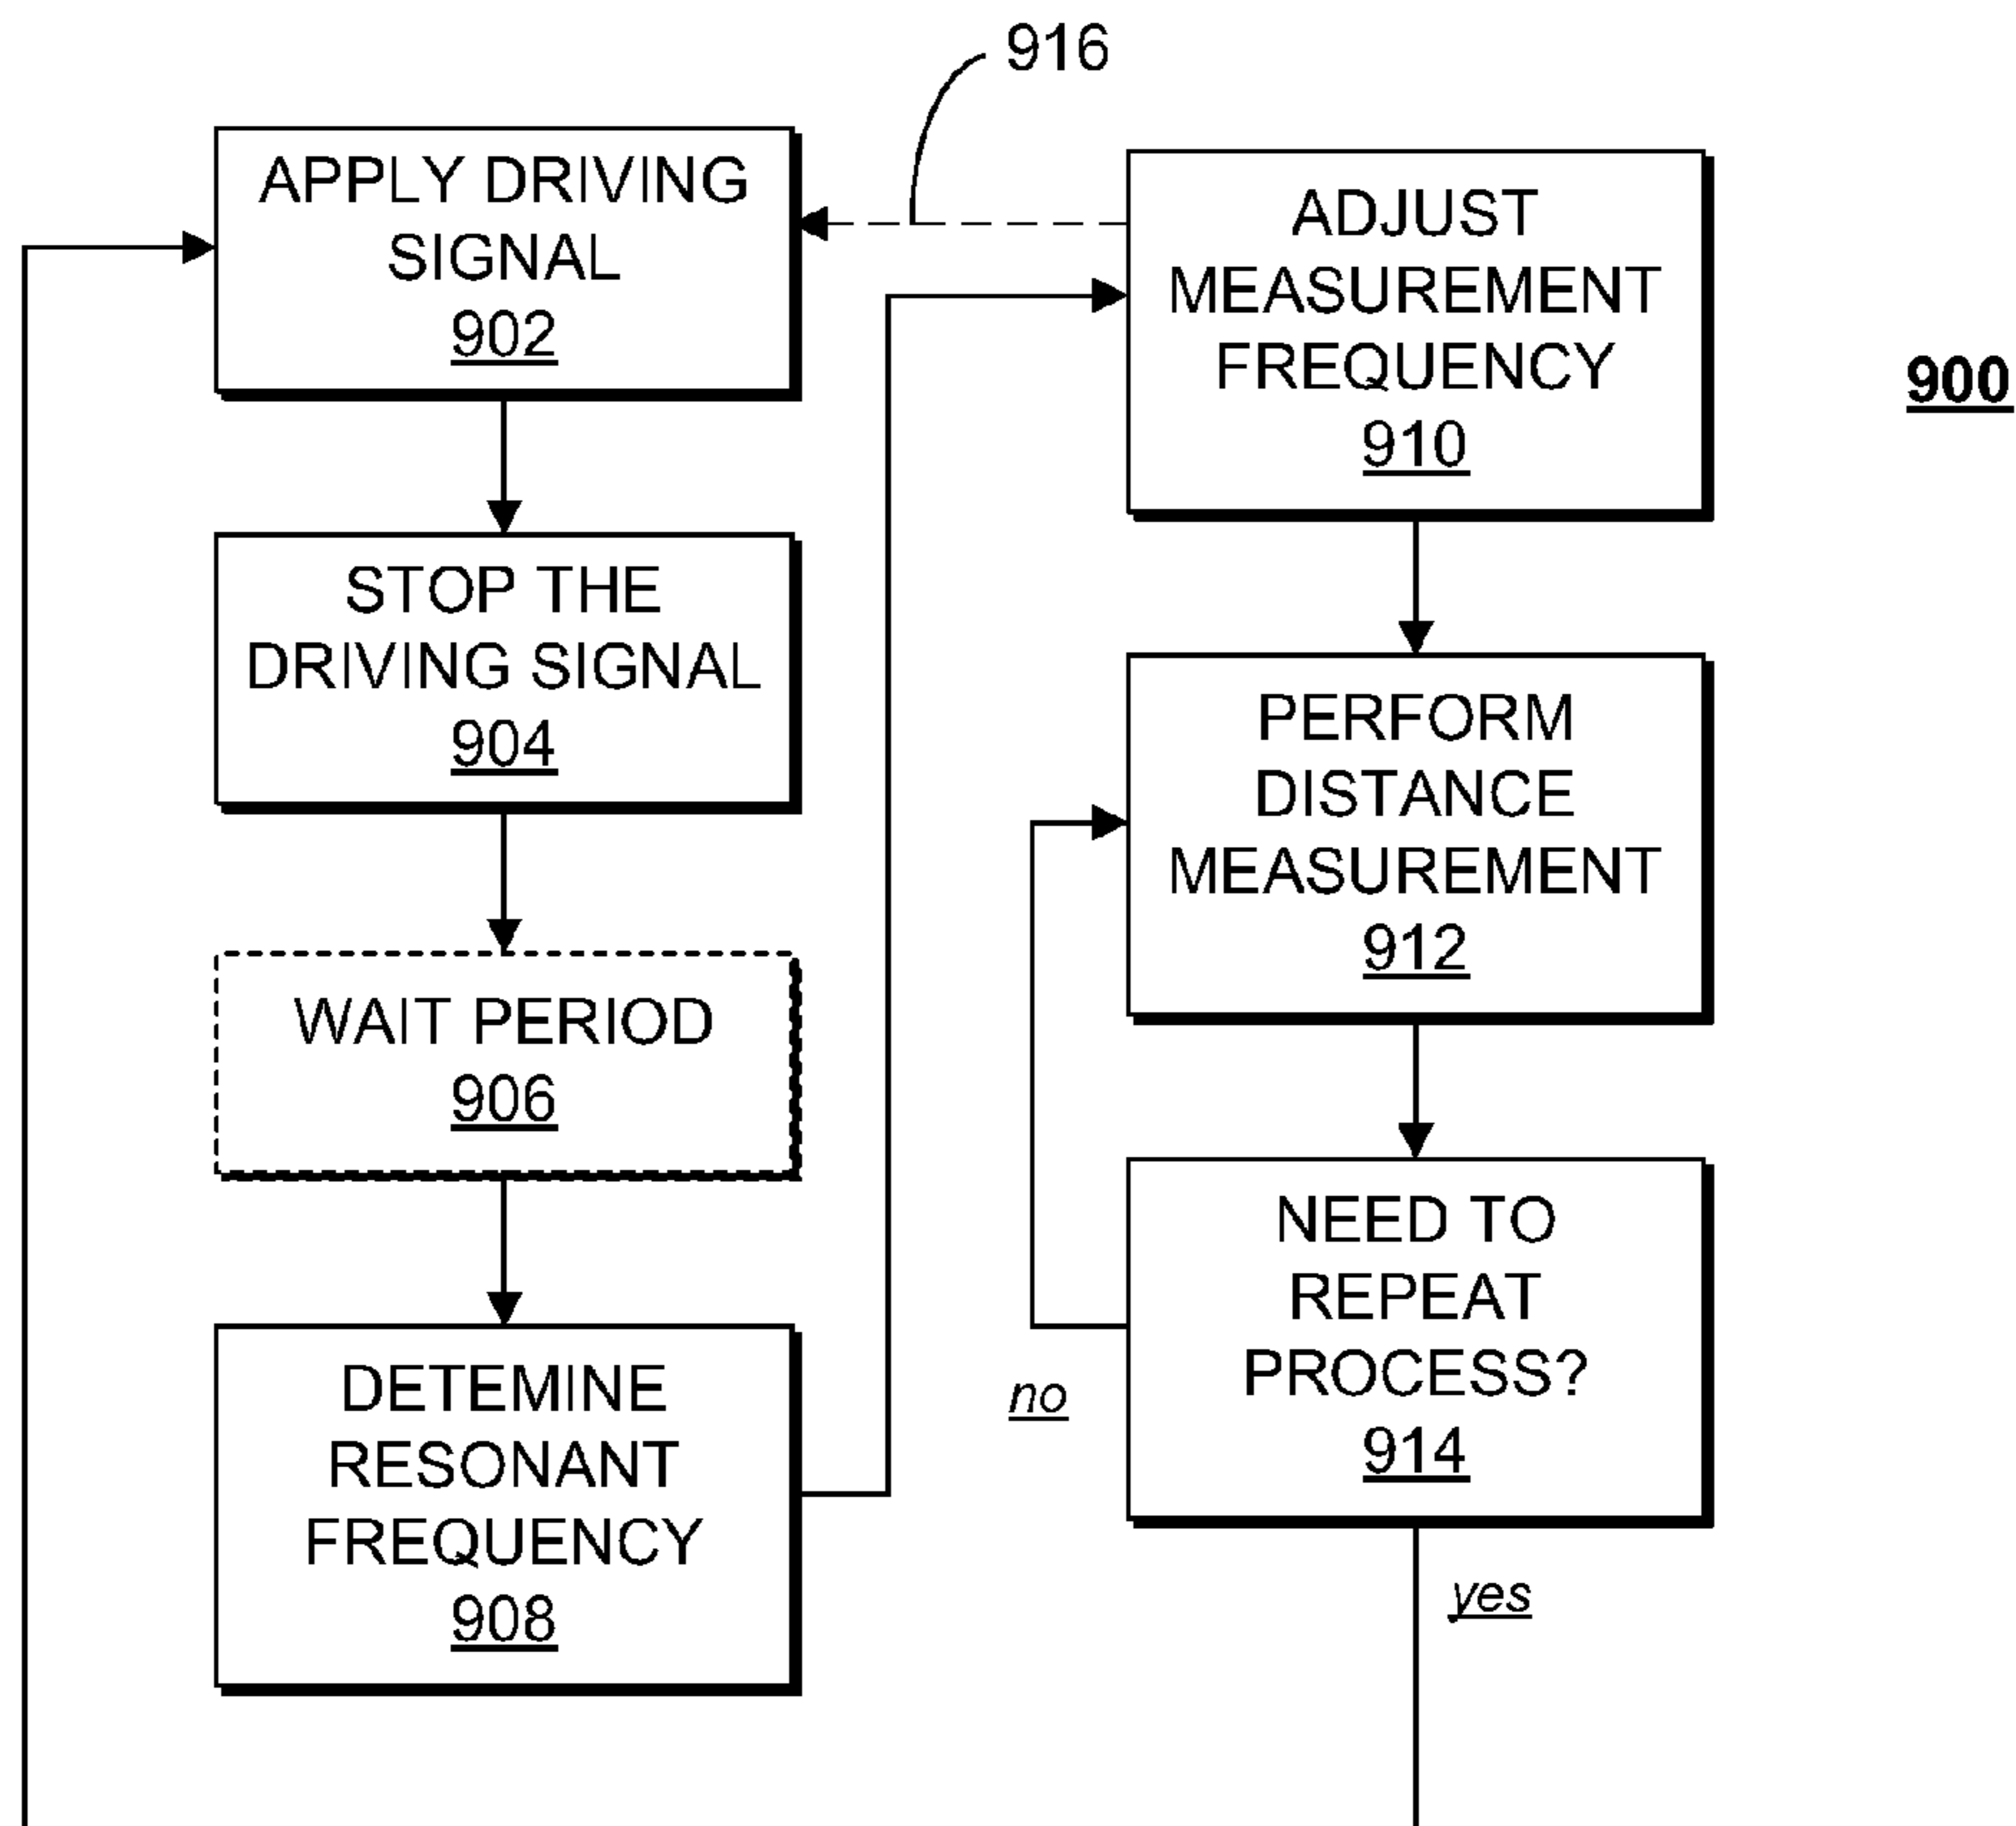 916
APPLY DRIVING
SIGNAL
902
STOP THE
DRIVING SIGNAL
904
WAIT PERIOD
906
DETEMINE
RESONANT
FREQUENCY
908
ADJUST
MEASUREMENT
FREQUENCY
910
PERFORM
DISTANCE
MEASUREMENT
912
NEED TO
REPEAT
PROCESS?
914
no
yes
900